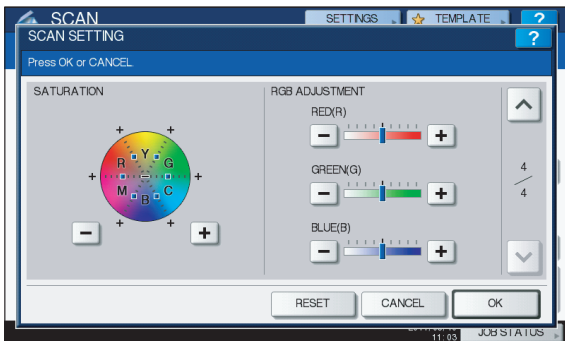 SCAN
SETTINGS
TEMPLATE
?
SCAN SETTING
?
Press OK or CANCEL
SATURATION
RGB ADJUSTMENT
RED(R)
GREEN(G)
BLUE(B)
+ +
R Y G
+ +
M B C
+ +
- +
- +
- +
- +
4
4
RESET
CANCEL
OK
11:03
JOB STATUS